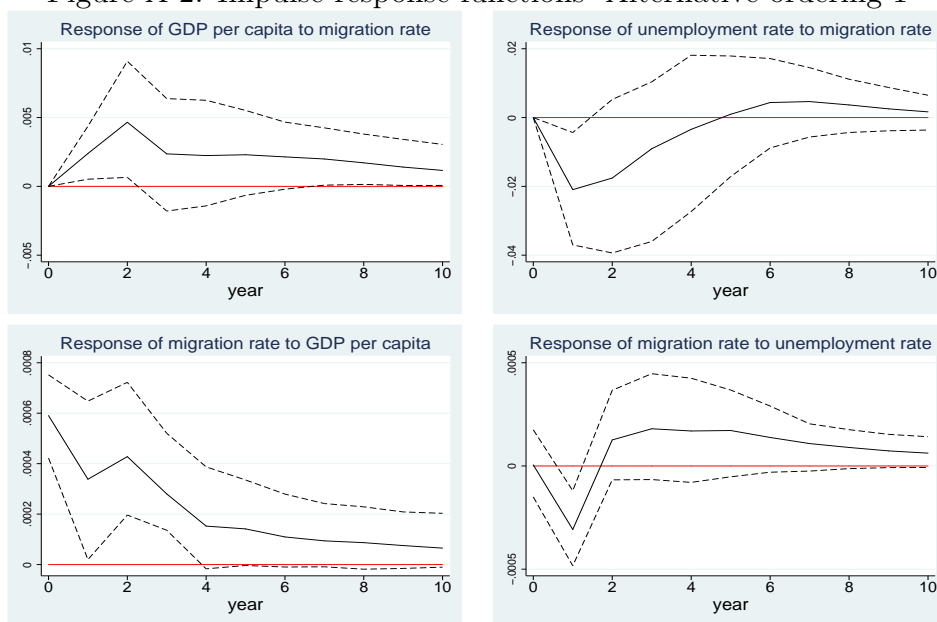 Figure A-2: Impulse response functions- Alternative ordering 1
Response of GDP per capita to migration rate
.01
.005
0
-.005
0 2 4 6 8 10
year
Response of unemployment rate to migration rate
.02
0
-.02
-.04
0 2 4 6 8 10
year
Response of migration rate to GDP per capita
.0008
.0006
.0004
.0002
0
0 2 4 6 8 10
year
Response of migration rate to unemployment rate
.0005
0
-.0005
0 2 4 6 8 10
year